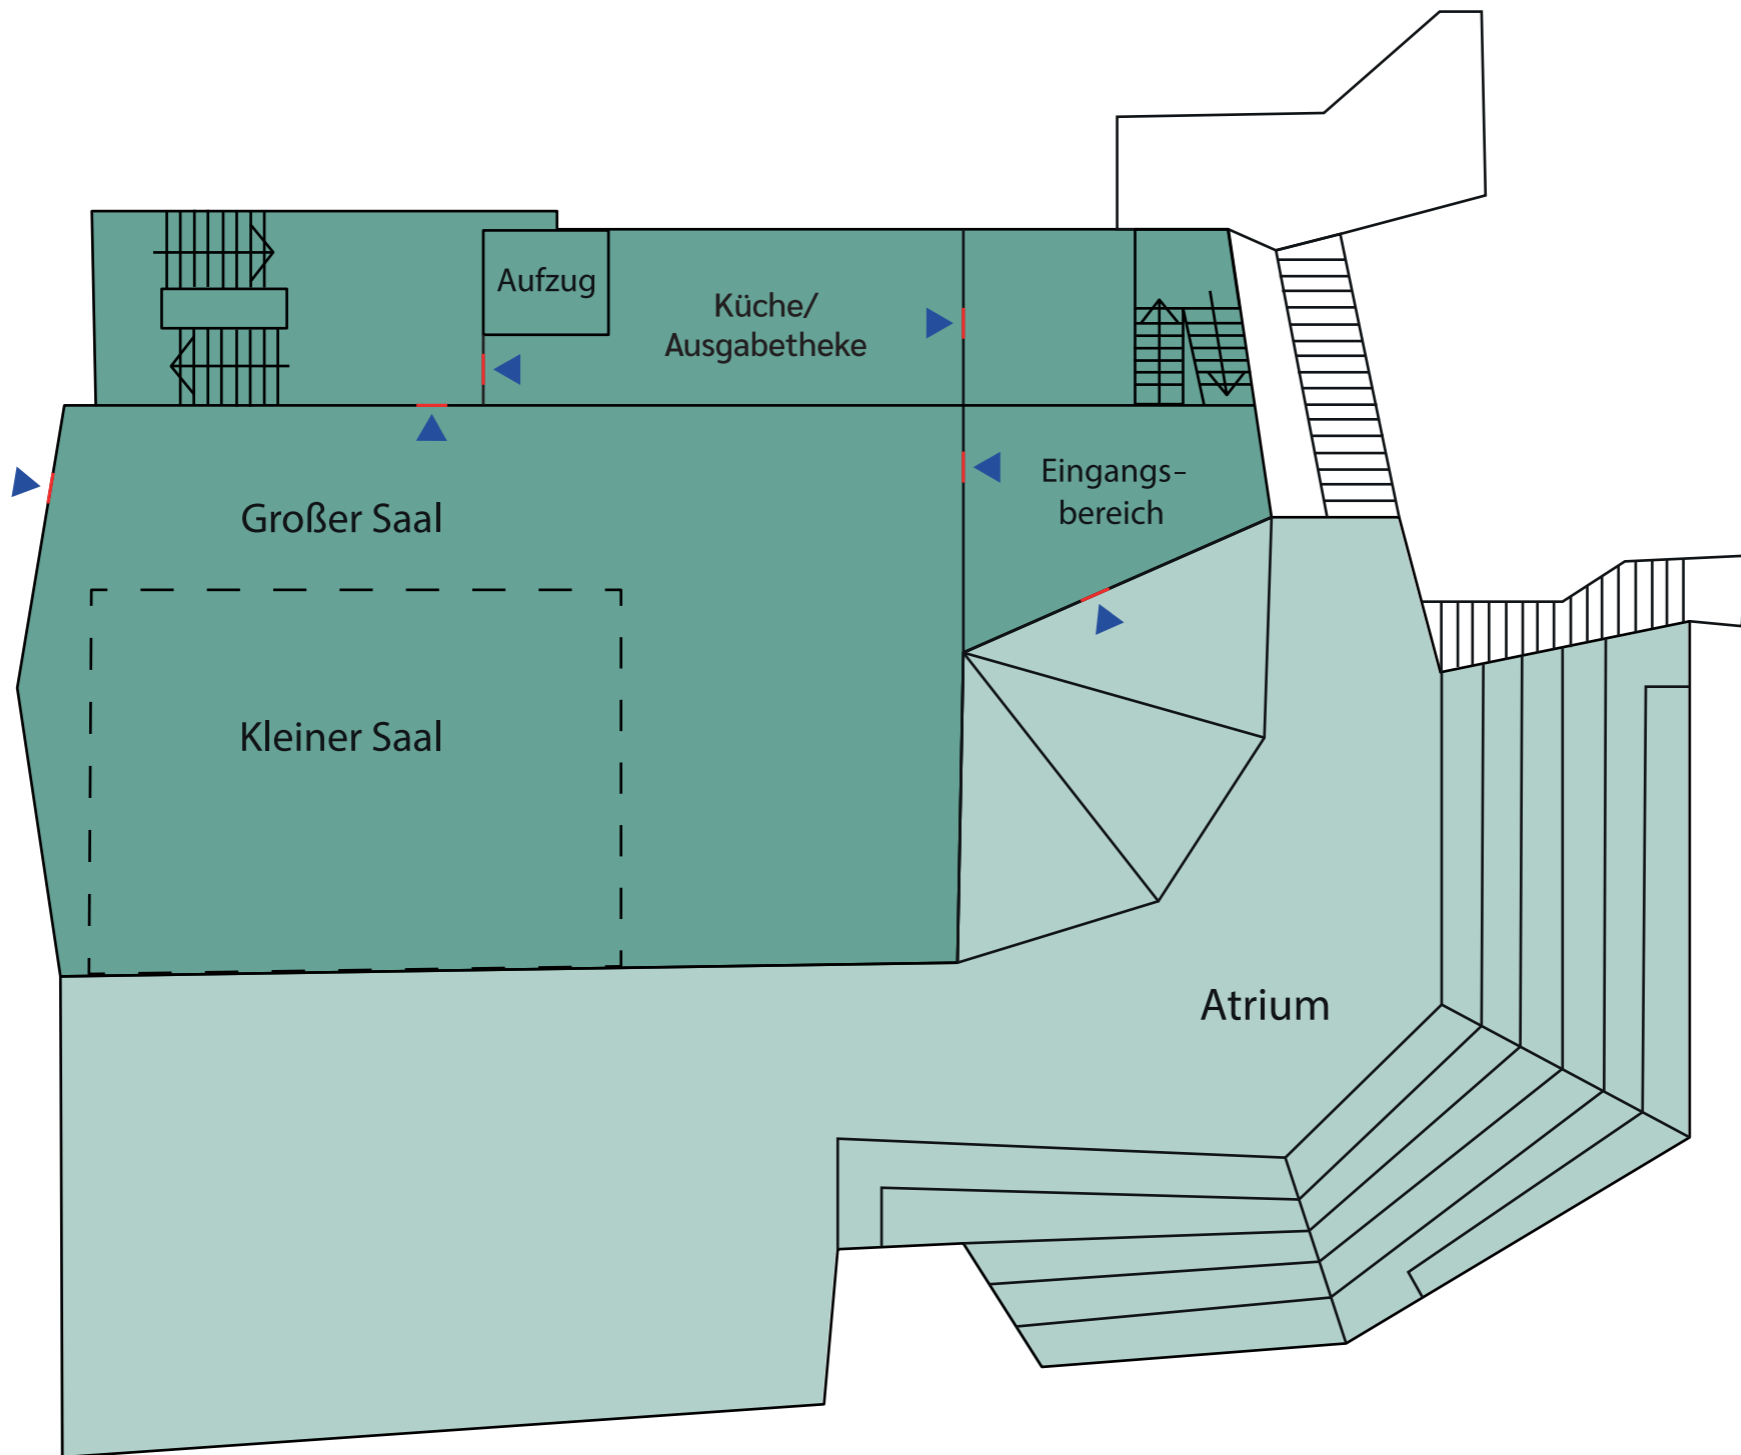 Aufzug
Küche/
Ausgabetheke
Eingangs-
bereich
Großer Saal
Kleiner Saal
Atrium